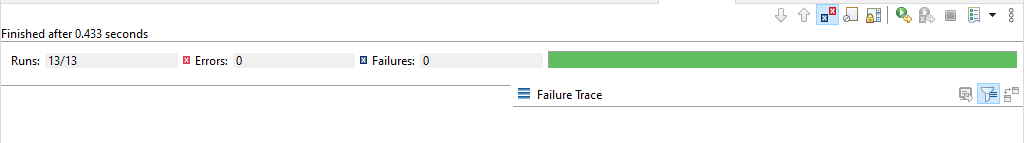 Finished after 0.433 seconds
Runs: 13/13 Errors: 0 Failures: 0
Failure Trace